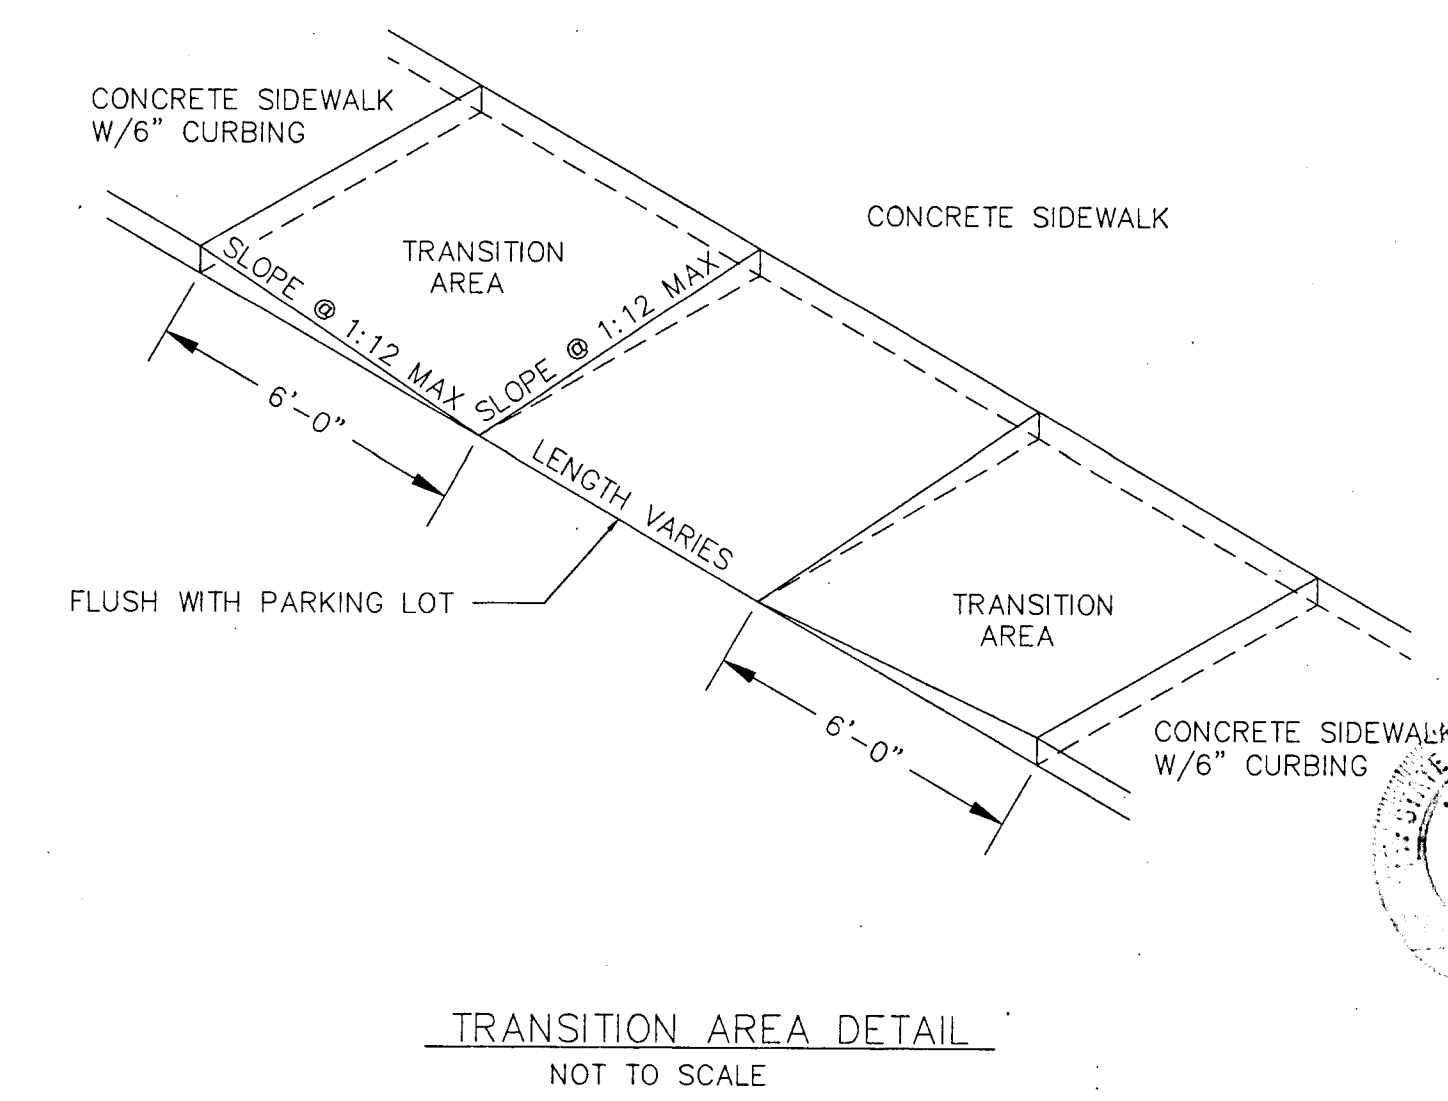 CONCRETE SIDEWALK
W/6" CURBING
CONCRETE SIDEWALK
TRANSITION
AREA
SLOPE @ 1:12 MAX
SLOPE @ 1:12 MAX
6'-0"
LENGTH VARIES
FLUSH WITH PARKING LOT
TRANSITION
AREA
6'-0"
CONCRETE SIDEWALK
W/6" CURBING
STATE
TRANSITION AREA DETAIL
NOT TO SCALE